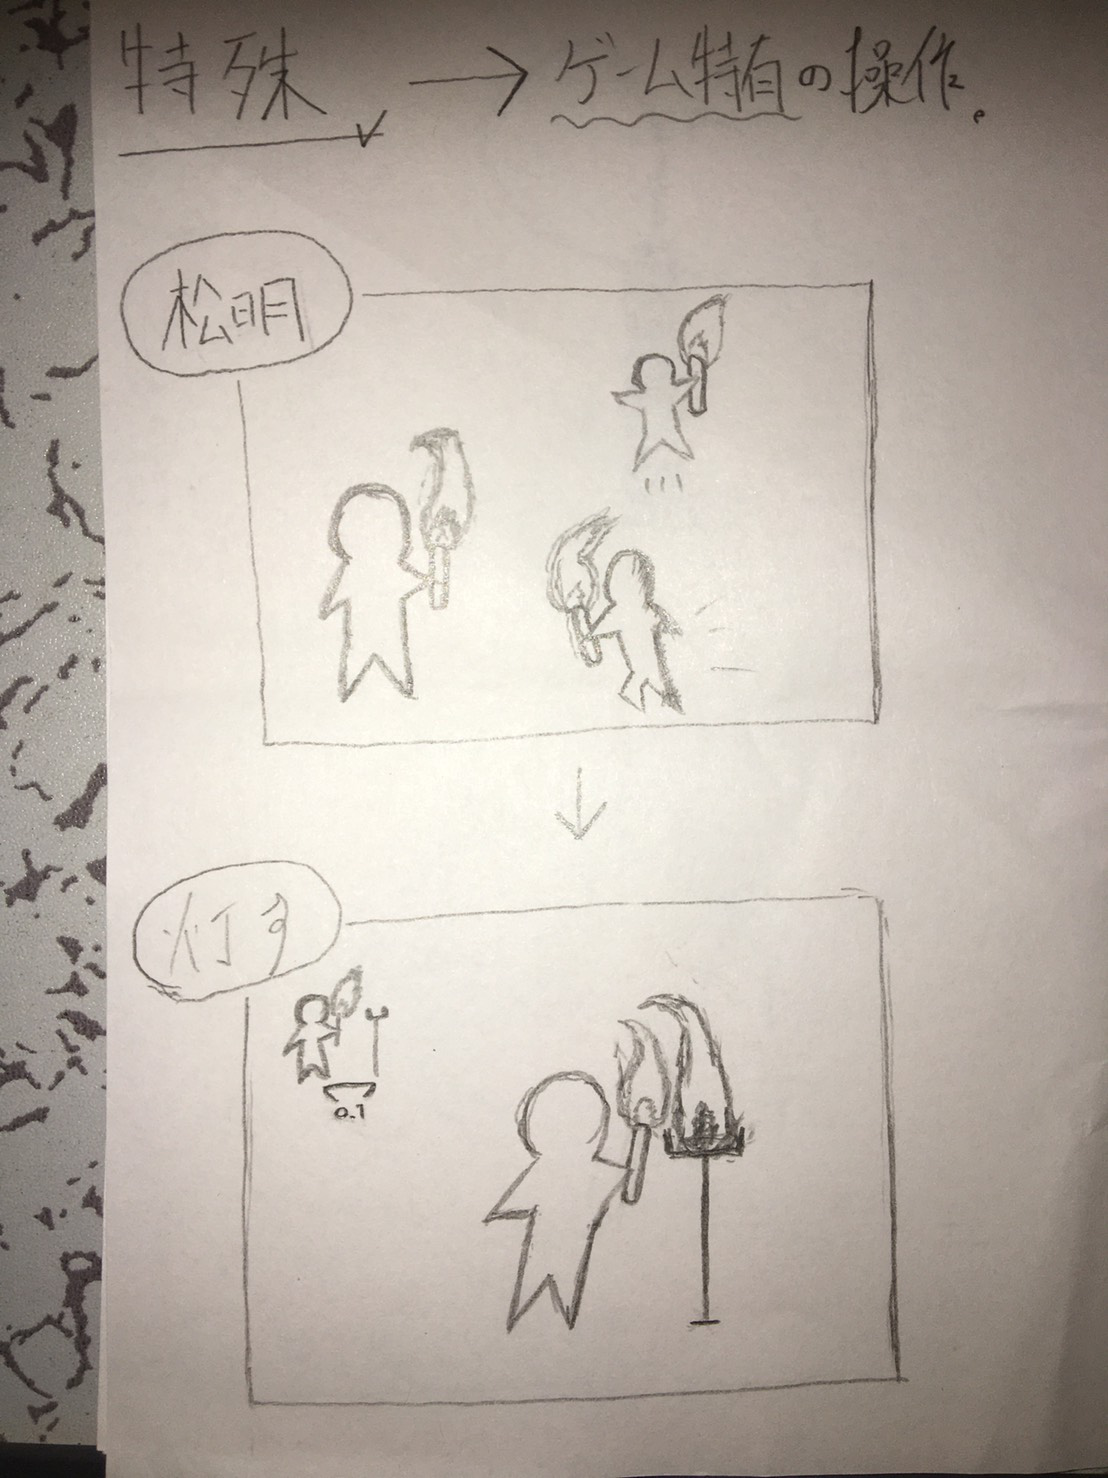 特殊 → ゲーム特有の操作。
松明
灯す
0.1